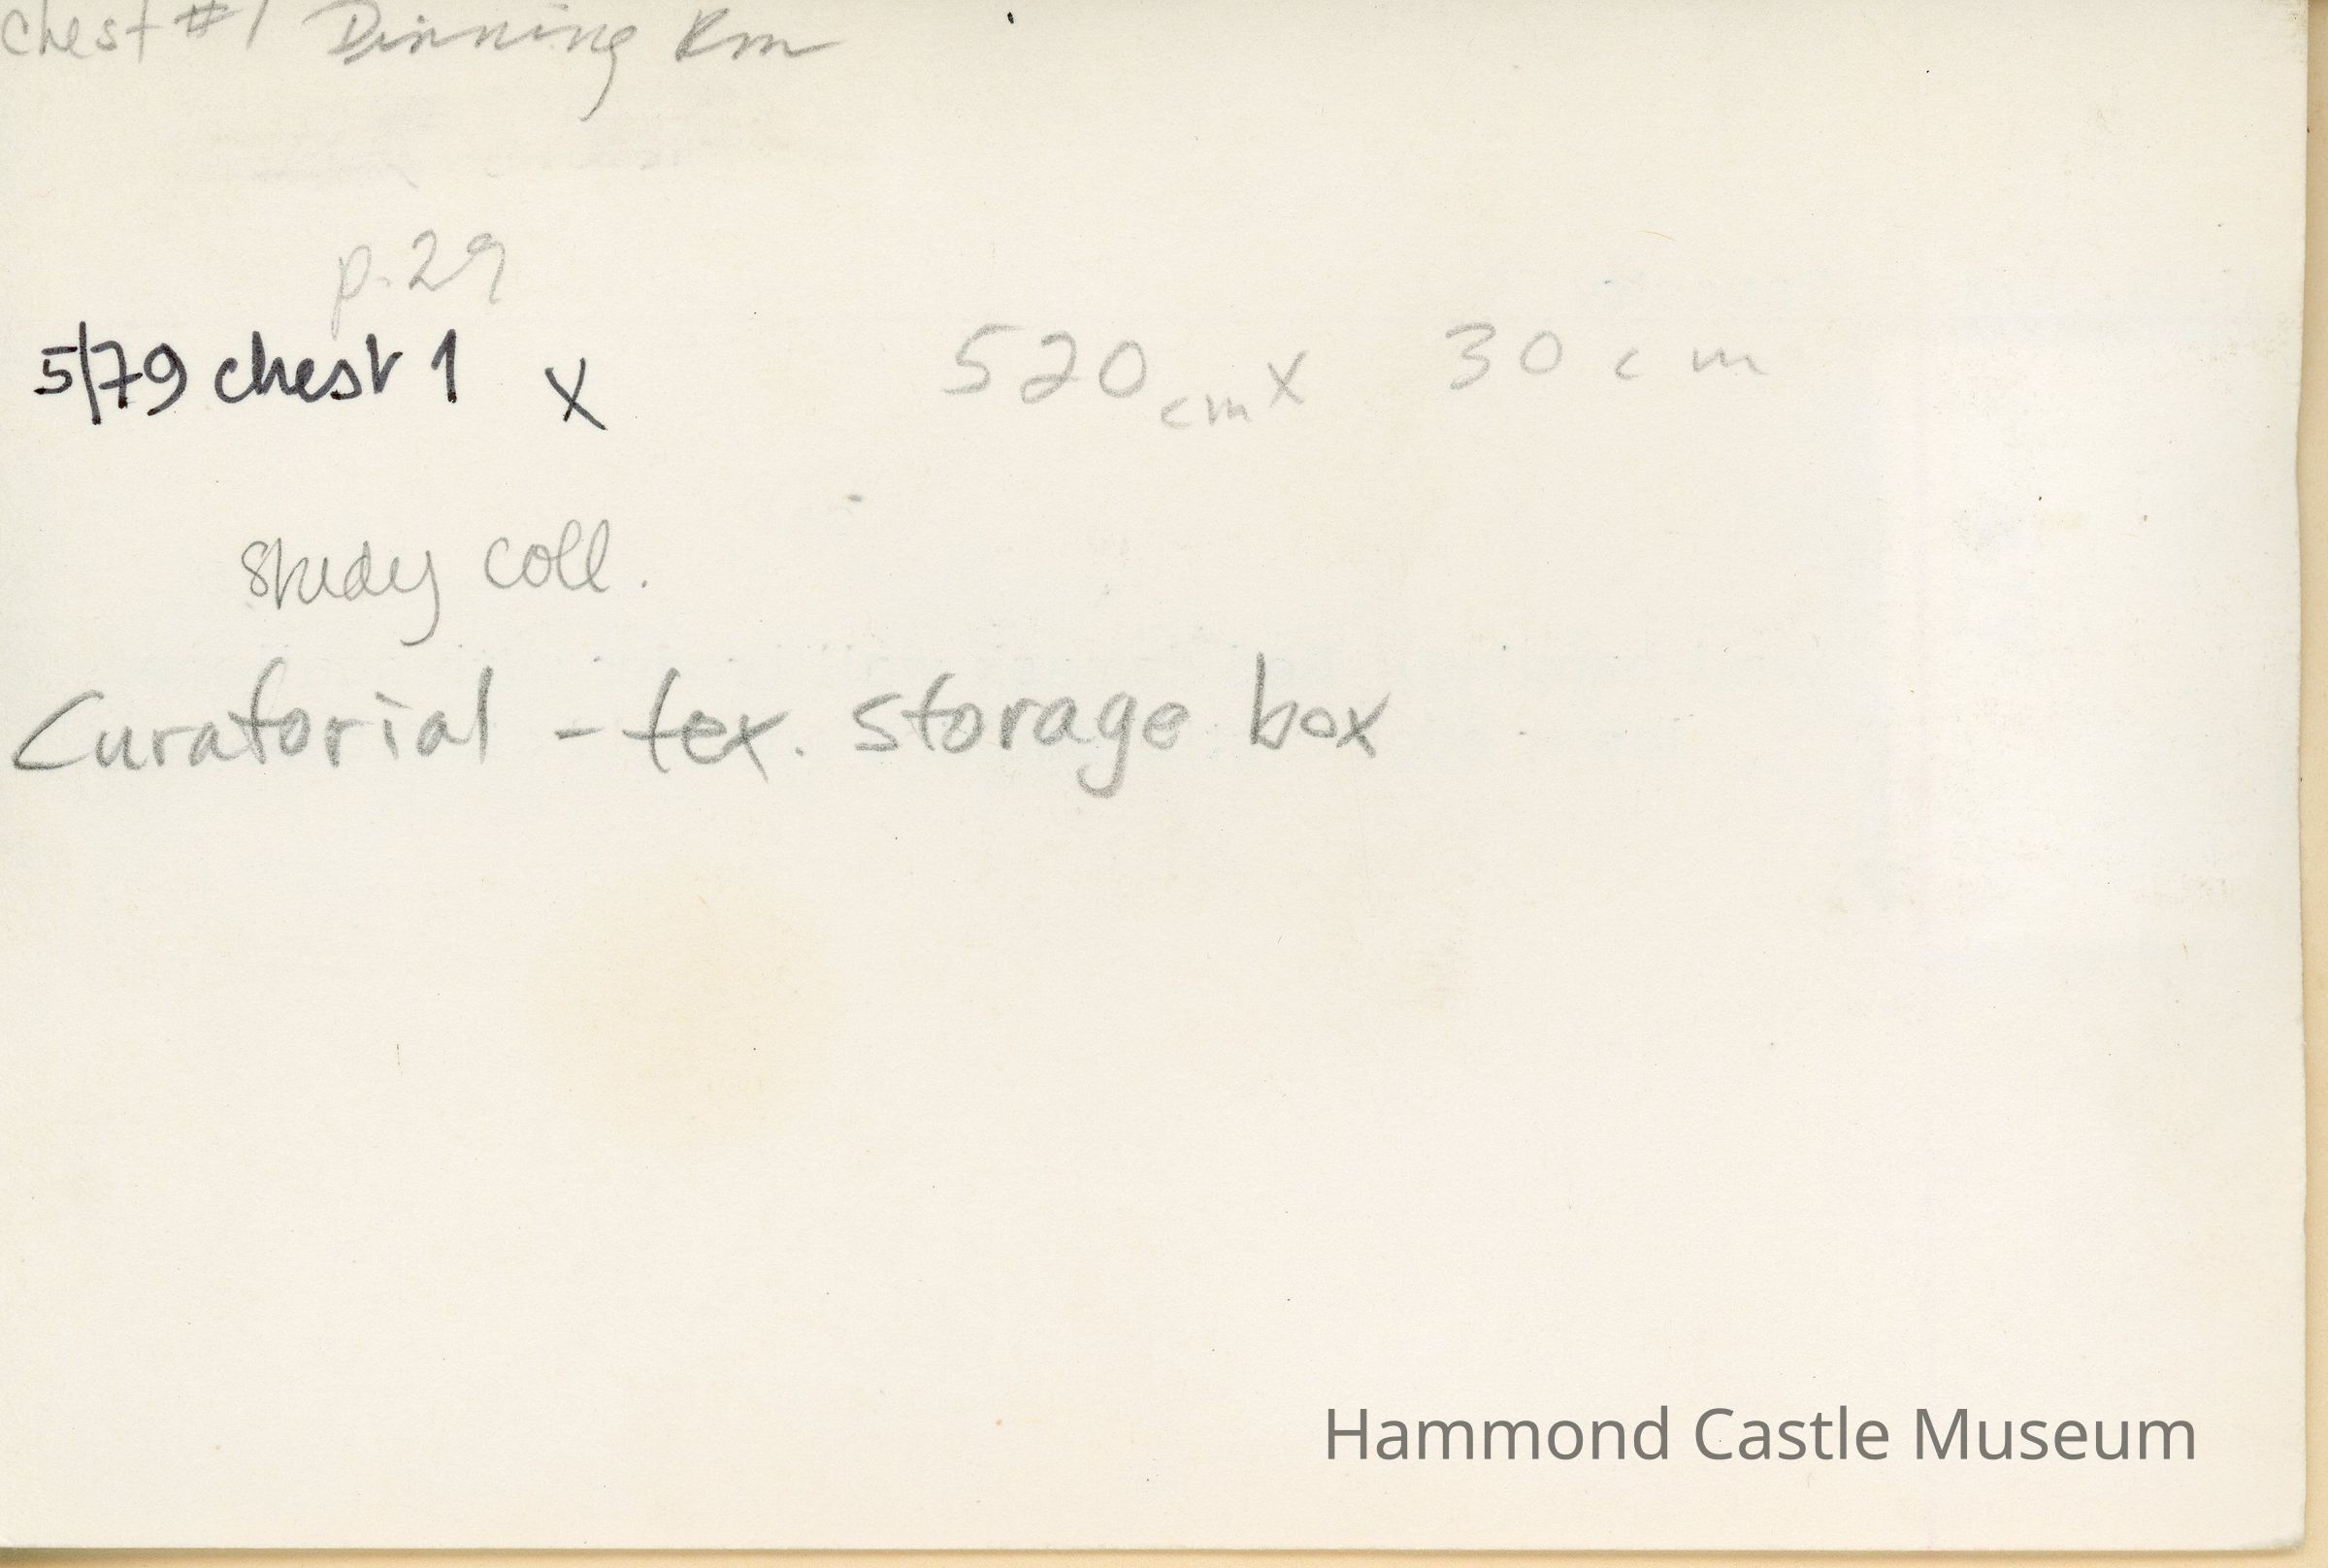 chest #1 Dinning Rm
p. 29
5/79 chest 1 x
520 cm x 30 cm
study coll.
Curatorial - tex. storage box
Hammond Castle Museum